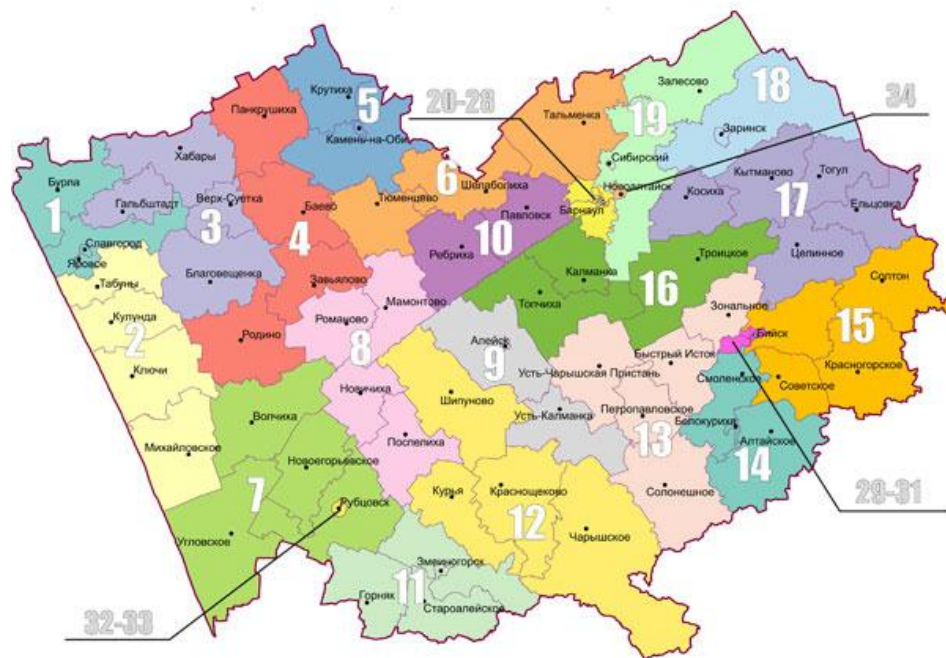 Залесово
18
Крутиха
5
20-28
34
Панкрушиха
Тальменка
19
Камень-на-Оби
Заринск
Хабары
Сибирский
Бурла
6
Кытманово
Тогул
1
Верх-Суетка
Шелаболиха
Новоалтайск
Гальбштадт
3
Баево
Тюменцево
Косиха
17
Ельцовка
4
Павловск
Барнаул
10
Славгород
Ребриха
Целинное
Яровое
Троицкое
Табуны
Благовещенка
Завьялово
Калманка
16
Солтон
Мамонтово
Топчиха
Кулунда
Романово
Зональное
15
2
Родино
8
Алейск
Бийск
9
Быстрый Исток
Ключи
Усть-Чарышская Пристань
Смоленское
Красногорское
Новичиха
Шипуново
Советское
Волчиха
Усть-Калманка
Петропавловское
Белокуриха
Михайловское
Поспелиха
13
Алтайское
14
Новоегорьевское
7
Курья
Краснощеково
Солонешное
29-31
Рубцовск
12
Угловское
Чарышское
Змеиногорск
11
Горняк
Староалейское
32-33